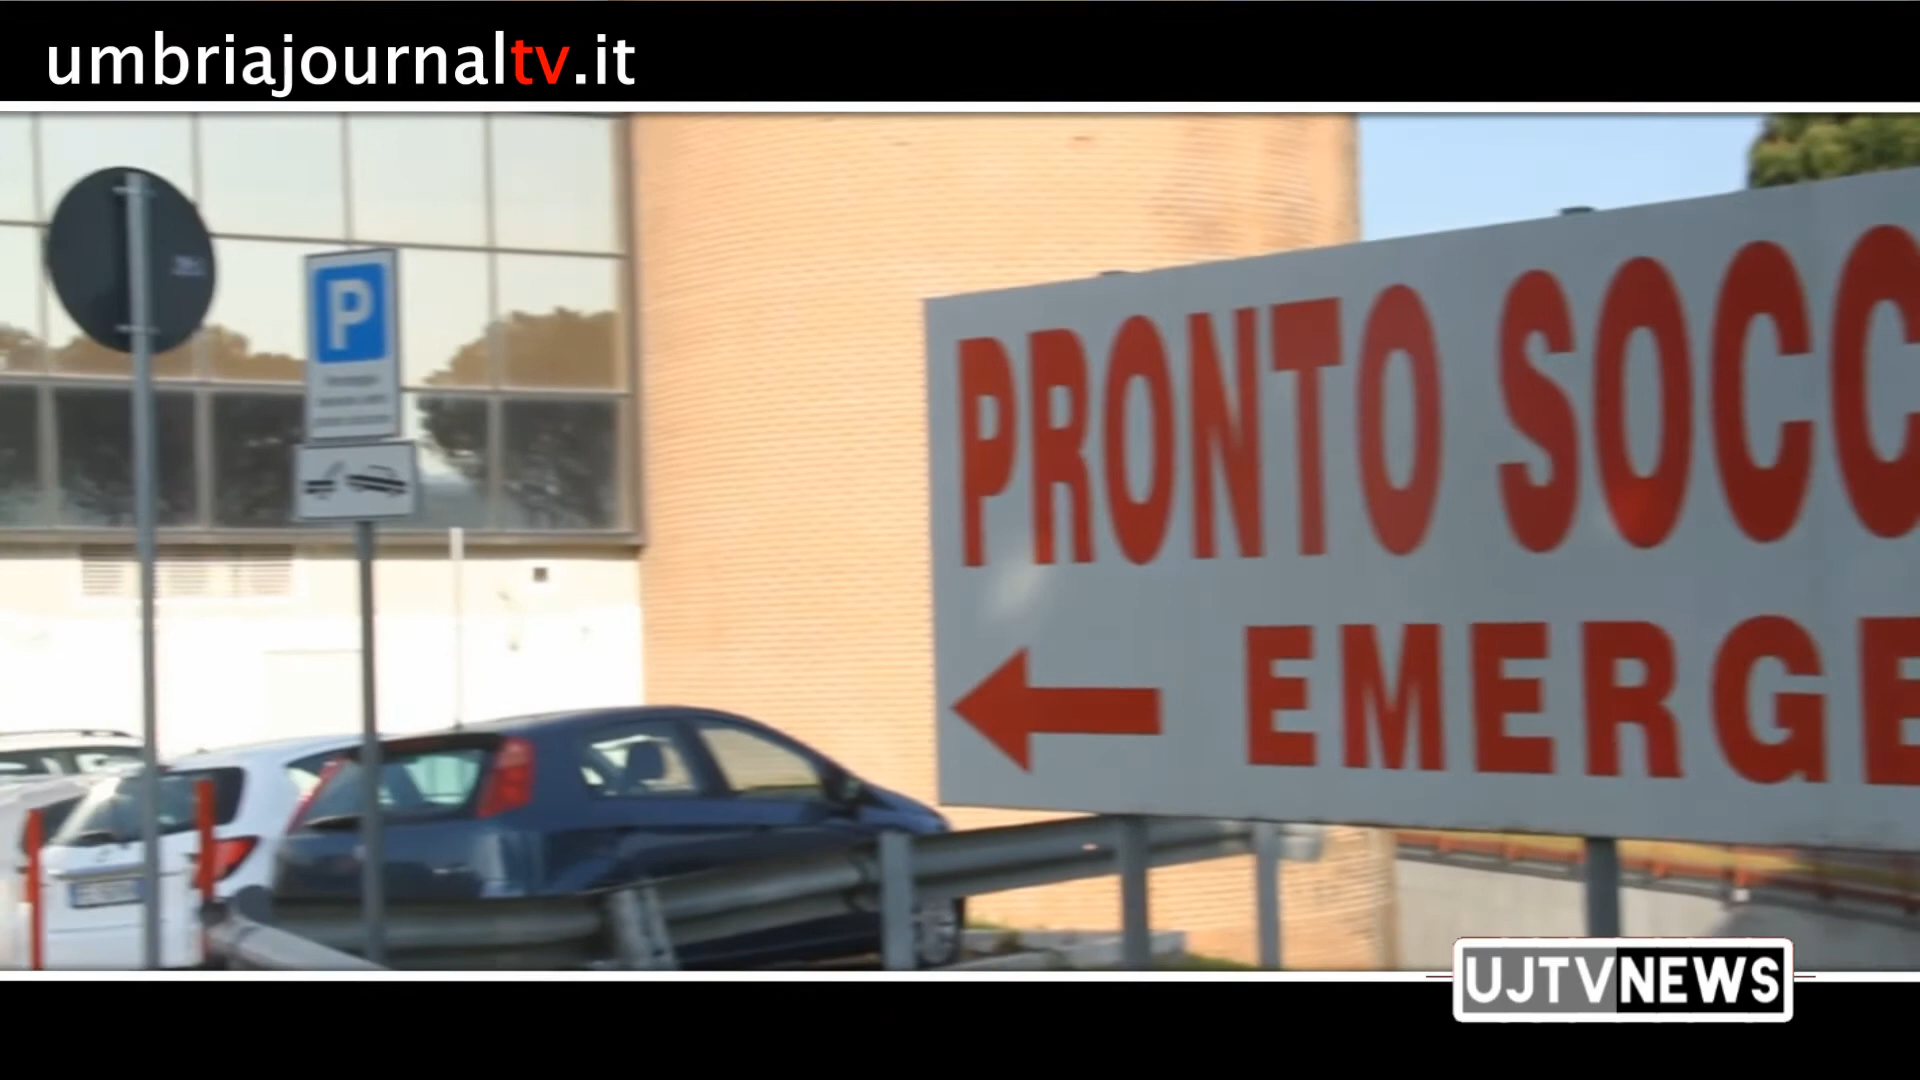 umbriajournaltv.it
P
PRONTO SOCC
EMERGE
UJTVNEWS